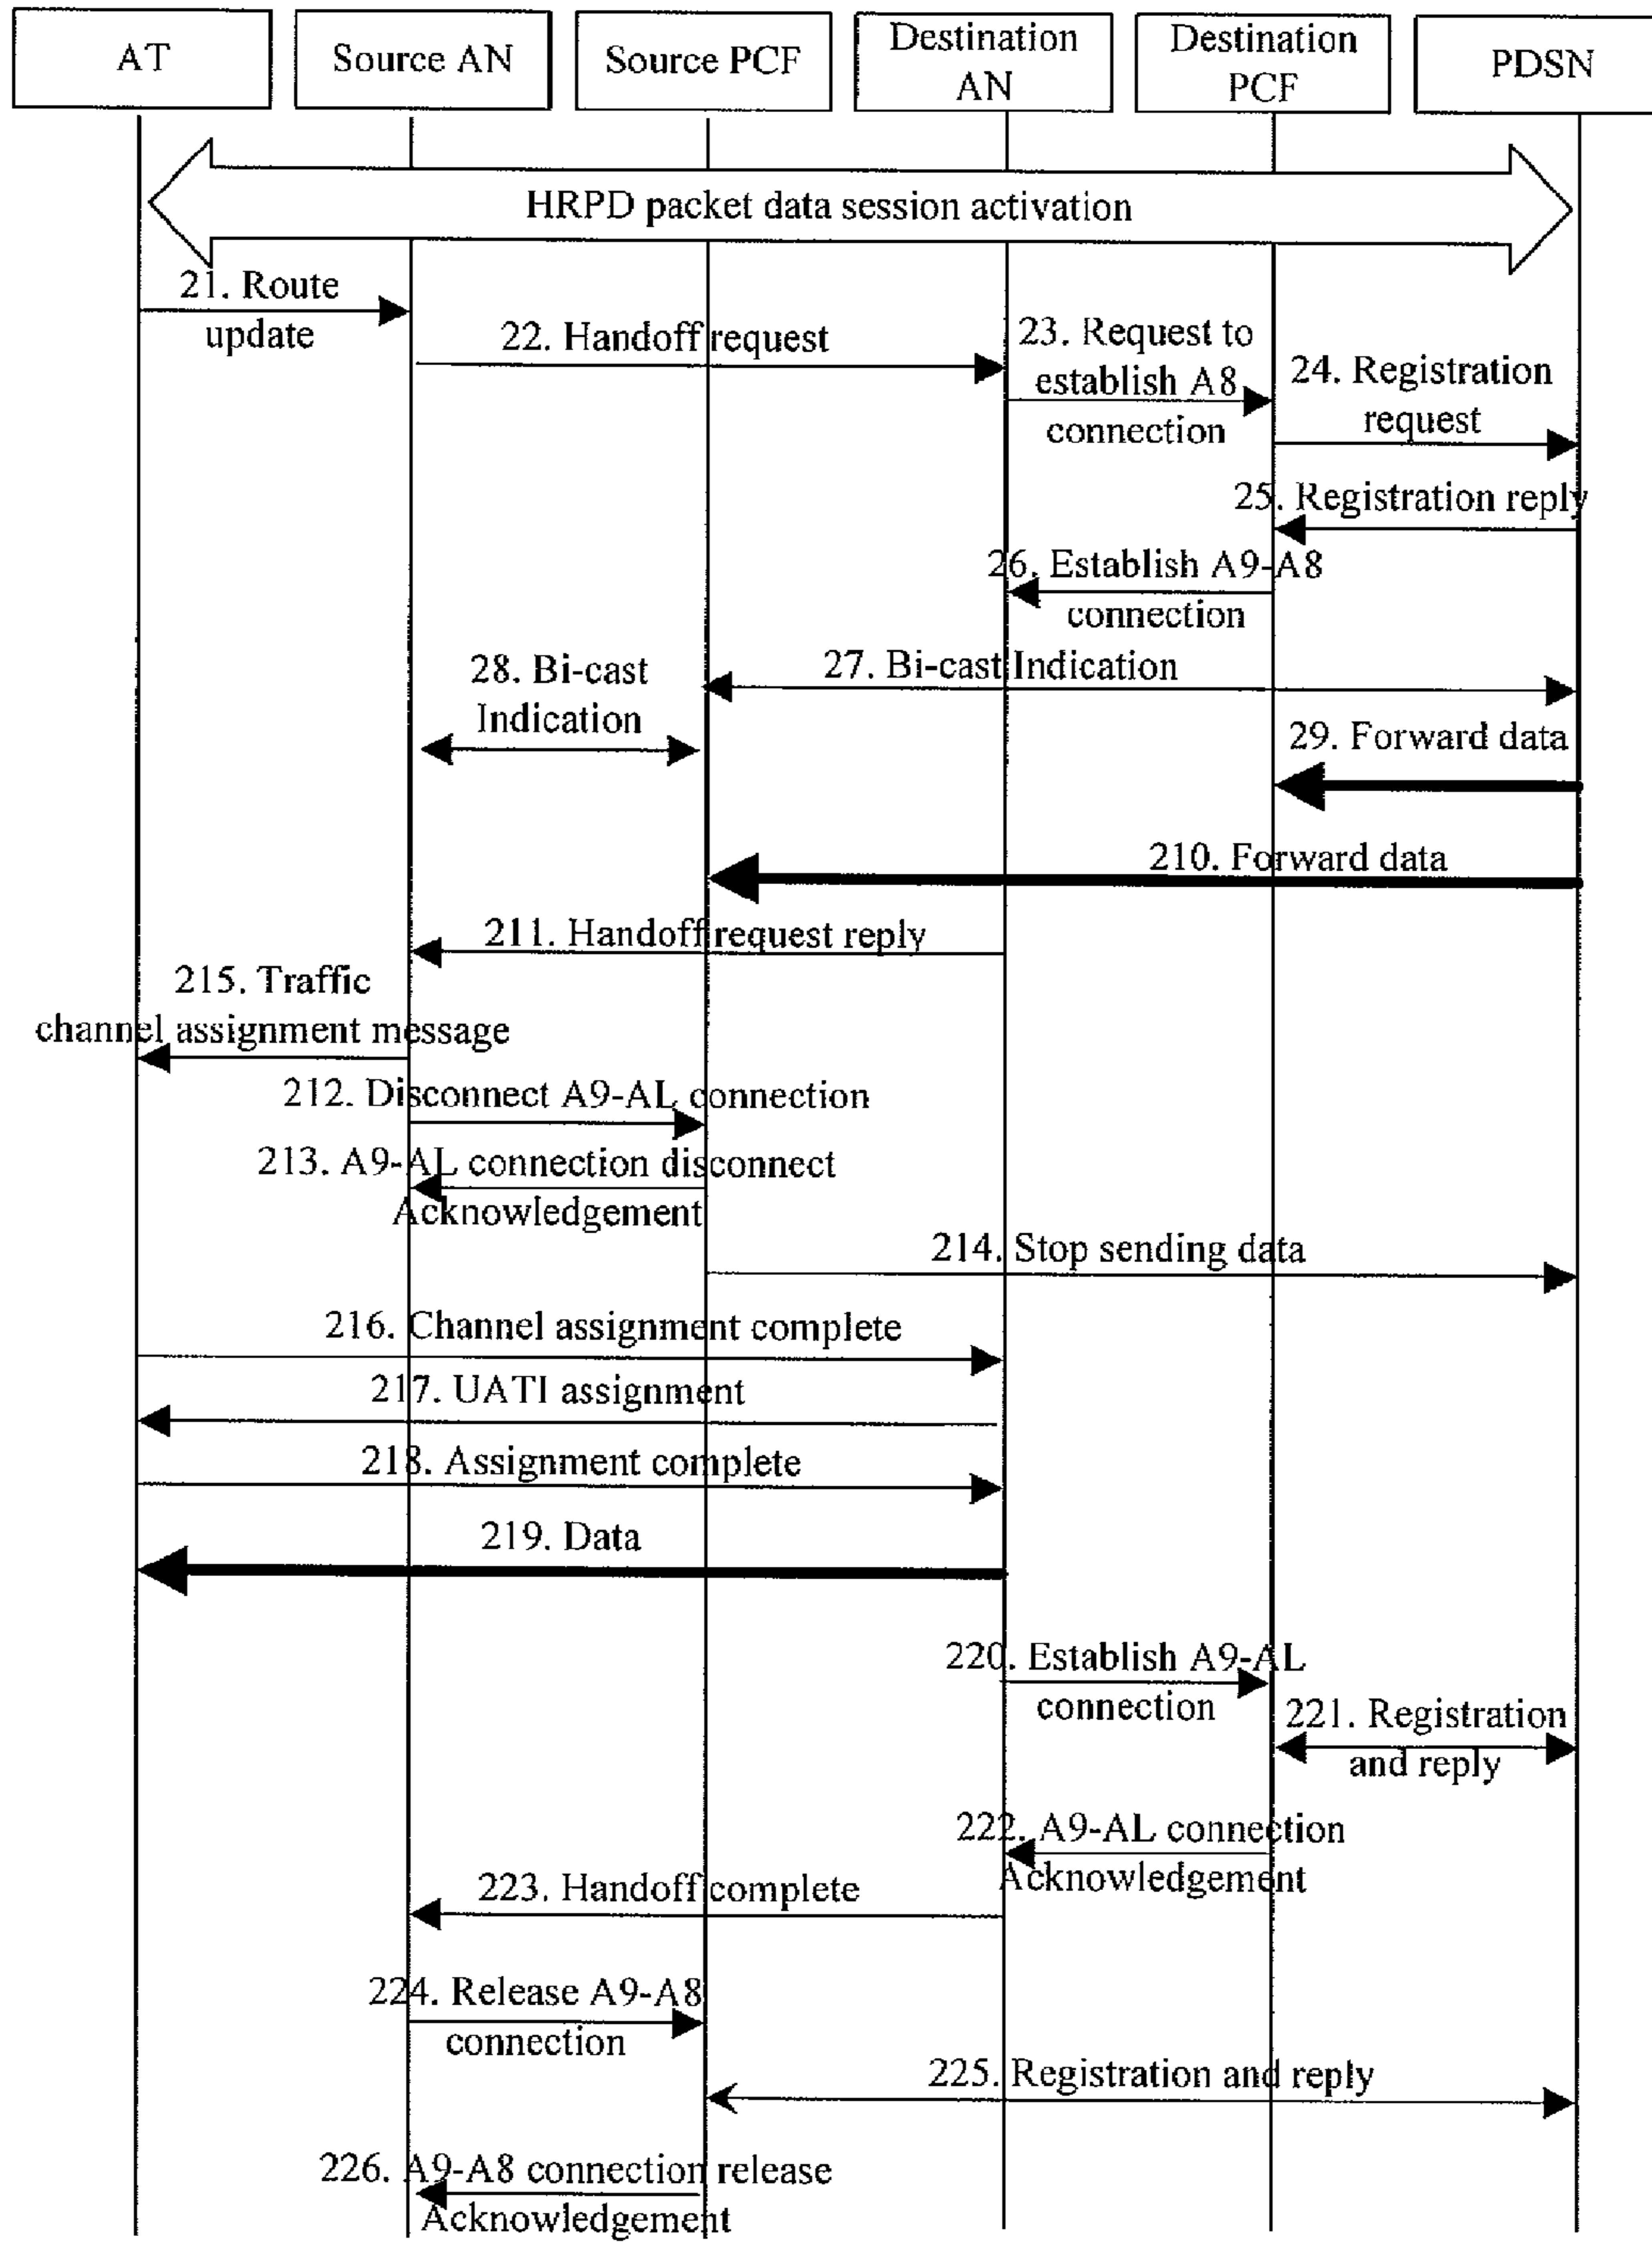 AT
Source AN
Source PCF
Destination
AN
Destination
PCF
PDSN
HRPD packet data session activation
21. Route
update
22. Handoff request
23. Request to
establish A8
connection
24. Registration
request
25. Registration reply
26. Establish A9-A8
connection
27. Bi-cast Indication
28. Bi-cast
Indication
29. Forward data
210. Forward data
211. Handoff request reply
215. Traffic
channel assignment message
212. Disconnect A9-AL connection
213. A9-AL connection disconnect
Acknowledgement
214. Stop sending data
216. Channel assignment complete
217. UATI assignment
218. Assignment complete
219. Data
220. Establish A9-AL
connection
221. Registration
and reply
222. A9-AL connection
Acknowledgement
223. Handoff complete
224. Release A9-A8
connection
225. Registration and reply
226. A9-A8 connection release
Acknowledgement